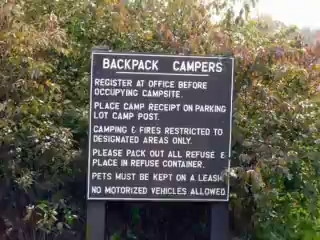 BACKPACK CAMPERS
REGISTER AT OFFICE BEFORE
OCCUPYING CAMPSITE.
PLACE CAMP RECEIPT ON PARKING
LOT CAMP POST.
CAMPING & FIRES RESTRICTED TO
DESIGNATED AREAS ONLY.
PLEASE PACK OUT ALL REFUSE &
PLACE IN REFUSE CONTAINER.
PETS MUST BE KEPT ON A LEASH.
NO MOTORIZED VEHICLES ALLOWED.